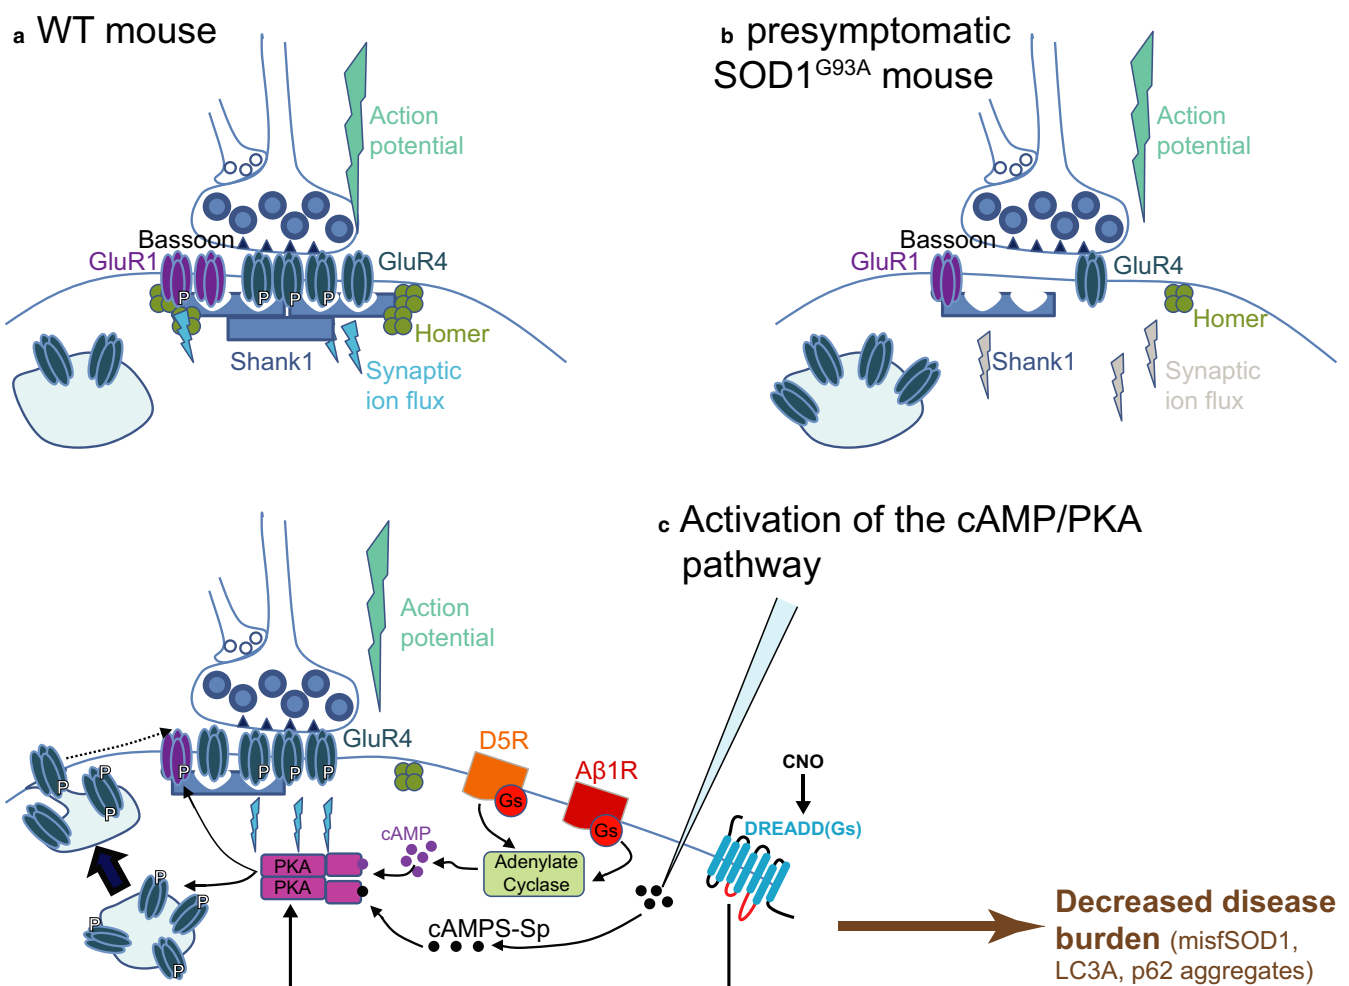 a WT mouse
Action
potential
Bassoon
GluR1
GluR4
P
P
P
P
Homer
Shank1
Synaptic
ion flux
b presymptomatic
SOD1G93A mouse
Action
potential
Bassoon
GluR1
GluR4
Homer
Shank1
Synaptic
ion flux
c Activation of the cAMP/PKA
pathway
Action
potential
GluR4
P
P
P
P
P
P
P
D5R
Gs
Aβ1R
Gs
CNO
DREADD(Gs)
cAMP
Adenylate
Cyclase
PKA
PKA
P
P
P
P
cAMPS-Sp
Decreased disease
burden (misfSOD1,
LC3A, p62 aggregates)